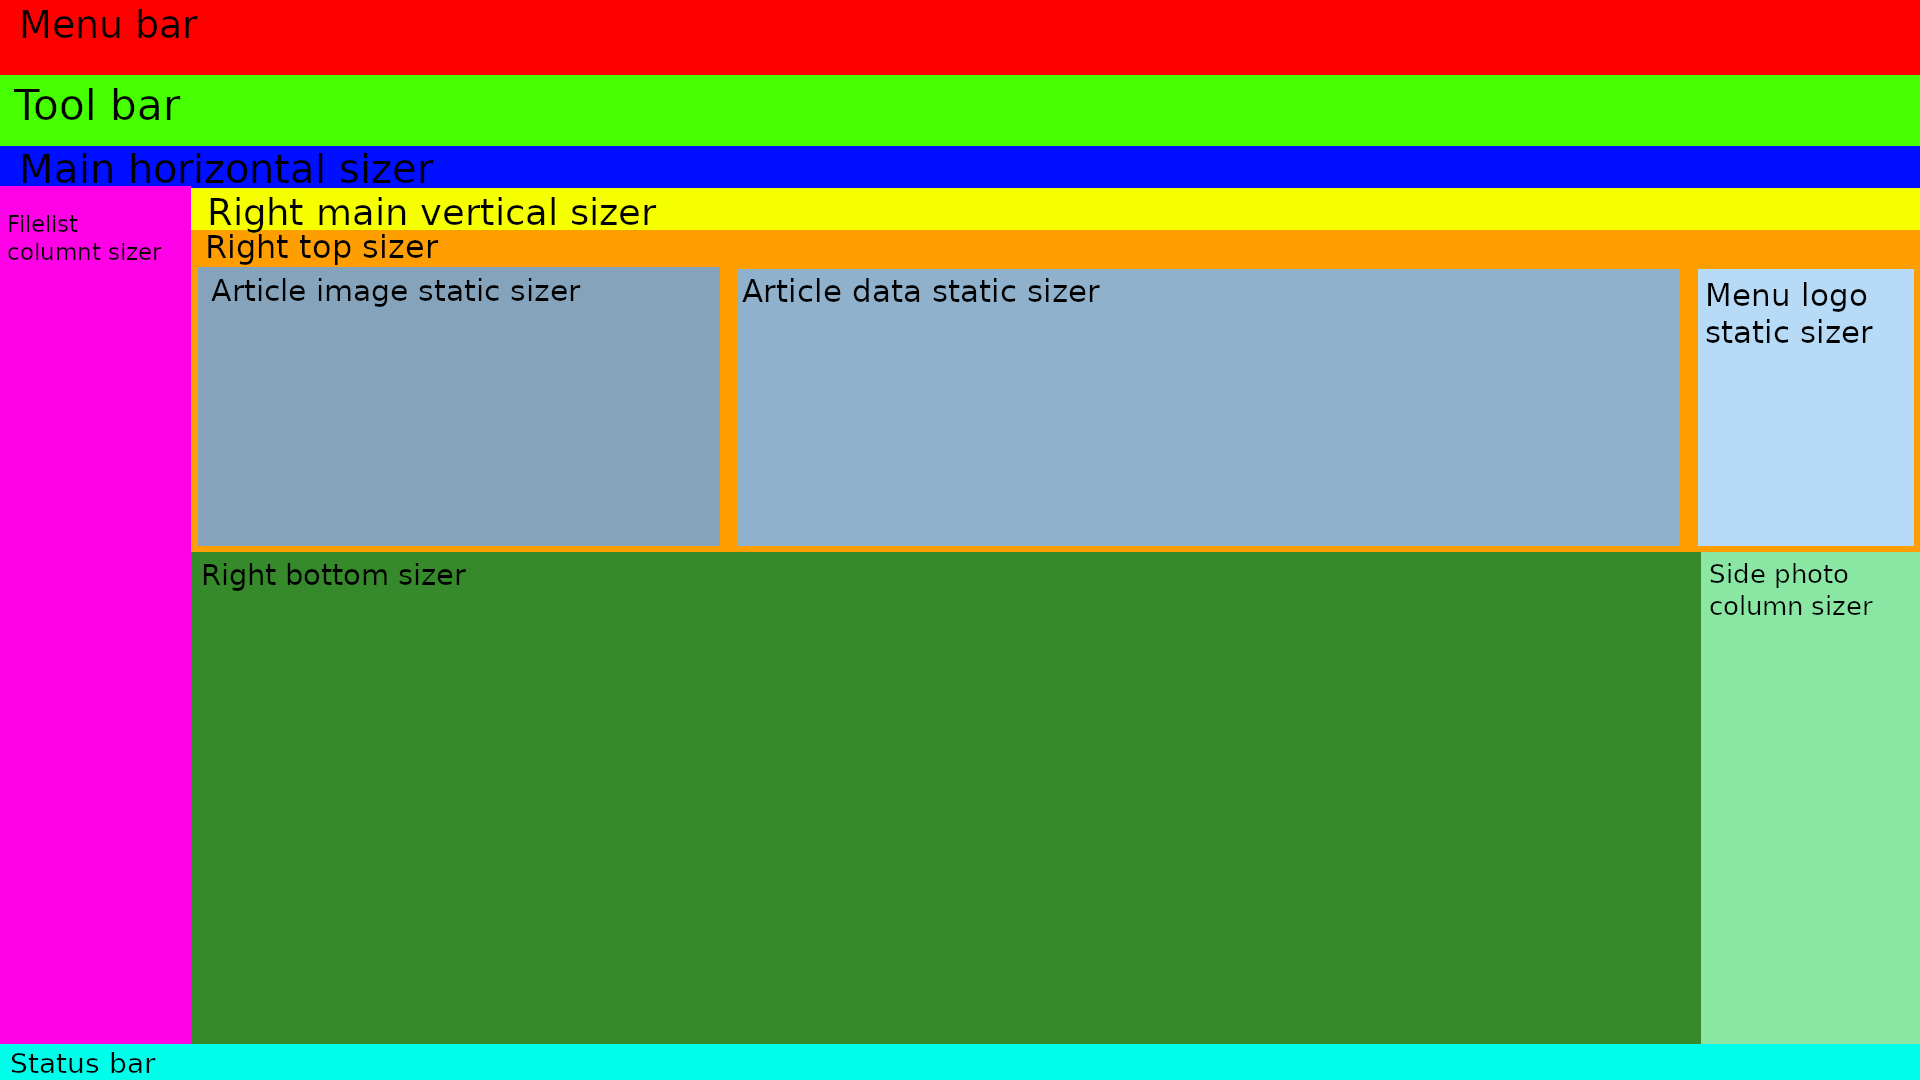 Menu bar
Tool bar
Main horizontal sizer
Filelist
columnt sizer
Right main vertical sizer
Right top sizer
Article image static sizer
Article data static sizer
Menu logo
static sizer
Right bottom sizer
Side photo
column sizer
Status bar